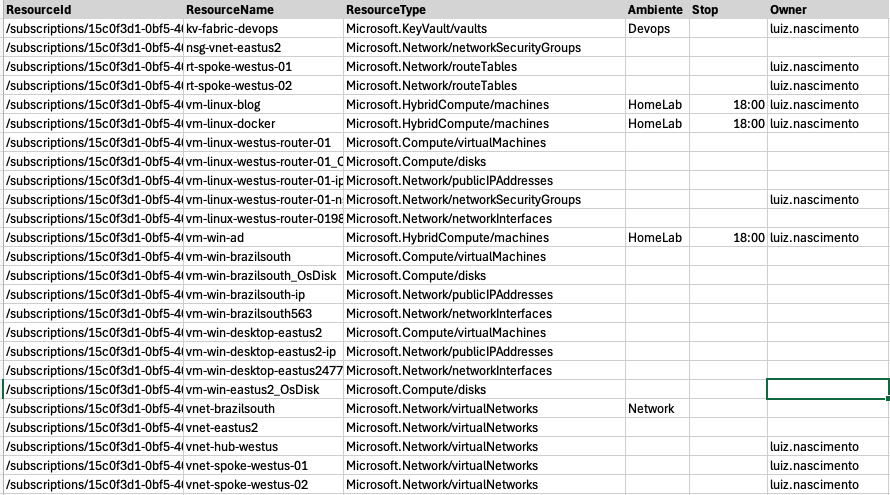 ResourceId ResourceName ResourceType Ambiente Stop Owner
/subscriptions/15c0f3d1-0bf5-4 kv-fabric-devops Microsoft.KeyVault/vaults Devops luiz.nascimento
/subscriptions/15c0f3d1-0bf5-4 nsg-vnet-eastus2 Microsoft.Network/networkSecurityGroups
/subscriptions/15c0f3d1-0bf5-4 rt-spoke-westus-01 Microsoft.Network/routeTables luiz.nascimento
/subscriptions/15c0f3d1-0bf5-4 rt-spoke-westus-02 Microsoft.Network/routeTables luiz.nascimento
/subscriptions/15c0f3d1-0bf5-4 vm-linux-blog Microsoft.HybridCompute/machines HomeLab 18:00 luiz.nascimento
/subscriptions/15c0f3d1-0bf5-4 vm-linux-docker Microsoft.HybridCompute/machines HomeLab 18:00 luiz.nascimento
/subscriptions/15c0f3d1-0bf5-4 vm-linux-westus-router-01 Microsoft.Compute/virtualMachines
/subscriptions/15c0f3d1-0bf5-4 vm-linux-westus-router-01_ Microsoft.Compute/disks
/subscriptions/15c0f3d1-0bf5-4 vm-linux-westus-router-01-ip Microsoft.Network/publicIPAddresses
/subscriptions/15c0f3d1-0bf5-4 vm-linux-westus-router-01-n Microsoft.Network/networkSecurityGroups luiz.nascimento
/subscriptions/15c0f3d1-0bf5-4 vm-linux-westus-router-0198 Microsoft.Network/networkInterfaces
/subscriptions/15c0f3d1-0bf5-4 vm-win-ad Microsoft.HybridCompute/machines HomeLab 18:00 luiz.nascimento
/subscriptions/15c0f3d1-0bf5-4 vm-win-brazilsouth Microsoft.Compute/virtualMachines
/subscriptions/15c0f3d1-0bf5-4 vm-win-brazilsouth_OsDisk Microsoft.Compute/disks
/subscriptions/15c0f3d1-0bf5-4 vm-win-brazilsouth-ip Microsoft.Network/publicIPAddresses
/subscriptions/15c0f3d1-0bf5-4 vm-win-brazilsouth563 Microsoft.Network/networkInterfaces
/subscriptions/15c0f3d1-0bf5-4 vm-win-desktop-eastus2 Microsoft.Compute/virtualMachines
/subscriptions/15c0f3d1-0bf5-4 vm-win-desktop-eastus2-ip Microsoft.Network/publicIPAddresses
/subscriptions/15c0f3d1-0bf5-4 vm-win-desktop-eastus2477 Microsoft.Network/networkInterfaces
/subscriptions/15c0f3d1-0bf5-4 vm-win-eastus2_OsDisk Microsoft.Compute/disks
/subscriptions/15c0f3d1-0bf5-4 vnet-brazilsouth Microsoft.Network/virtualNetworks Network
/subscriptions/15c0f3d1-0bf5-4 vnet-eastus2 Microsoft.Network/virtualNetworks
/subscriptions/15c0f3d1-0bf5-4 vnet-hub-westus Microsoft.Network/virtualNetworks luiz.nascimento
/subscriptions/15c0f3d1-0bf5-4 vnet-spoke-westus-01 Microsoft.Network/virtualNetworks luiz.nascimento
/subscriptions/15c0f3d1-0bf5-4 vnet-spoke-westus-02 Microsoft.Network/virtualNetworks luiz.nascimento